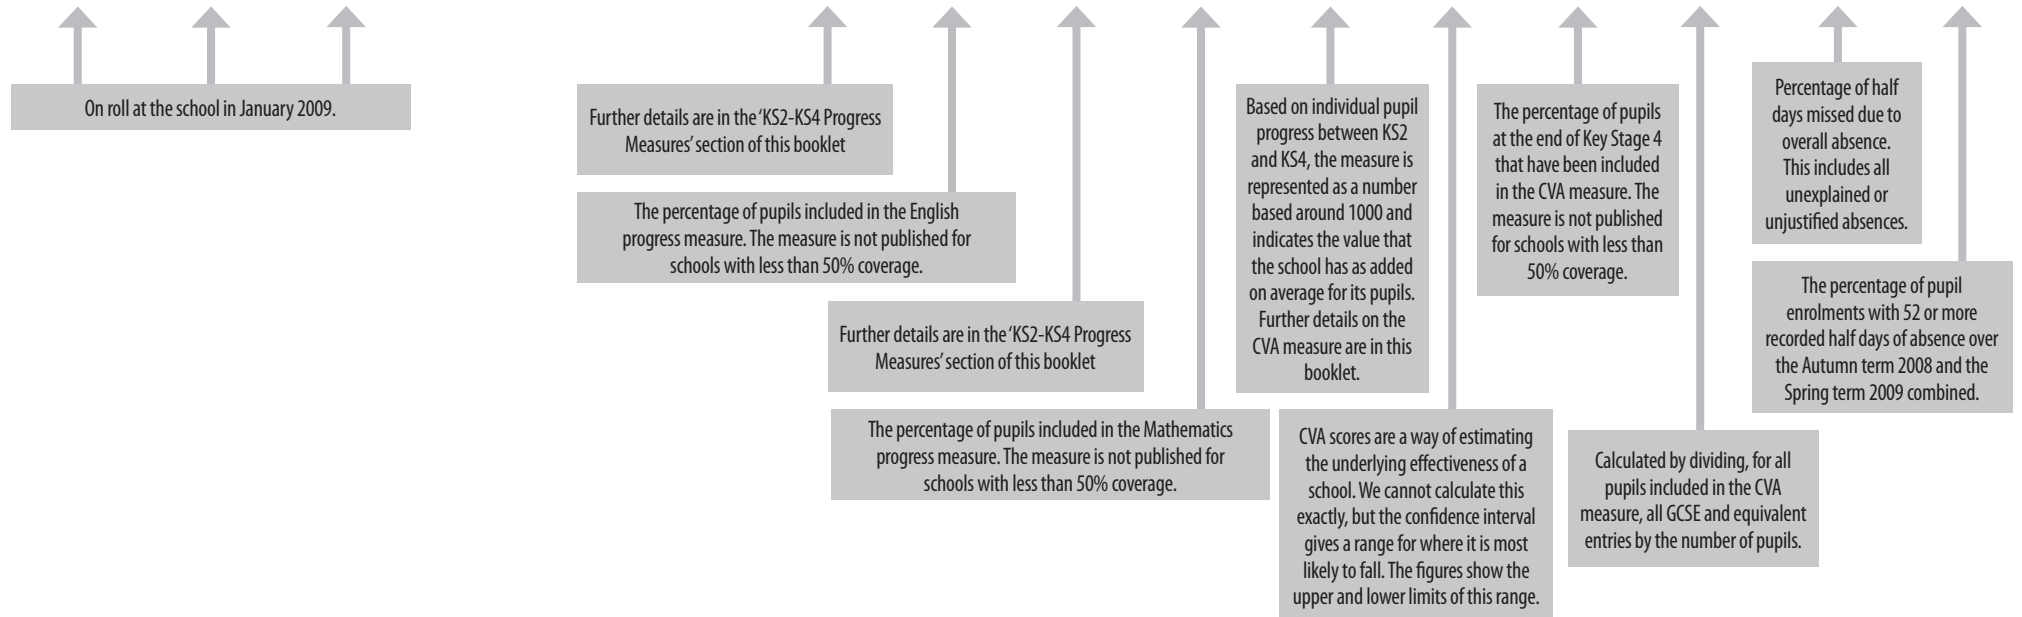 On roll at the school in January 2009.
Further details are in the ‘KS2-KS4 Progress
Measures’ section of this booklet
The percentage of pupils included in the English
progress measure. The measure is not published for
schools with less than 50% coverage.
Further details are in the ‘KS2-KS4 Progress
Measures’ section of this booklet
The percentage of pupils included in the Mathematics
progress measure. The measure is not published for
schools with less than 50% coverage.
Based on individual pupil
progress between KS2
and KS4, the measure is
represented as a number
based around 1000 and
indicates the value that
the school has as added
on average for its pupils.
Further details on the
CVA measure are in this
booklet.
CVA scores are a way of estimating
the underlying effectiveness of a
school. We cannot calculate this
exactly, but the confidence interval
gives a range for where it is most
likely to fall. The figures show the
upper and lower limits of this range.
The percentage of pupils
at the end of Key Stage 4
that have been included
in the CVA measure. The
measure is not published
for schools with less than
50% coverage.
Calculated by dividing, for all
pupils included in the CVA
measure, all GCSE and equivalent
entries by the number of pupils.
Percentage of half
days missed due to
overall absence.
This includes all
unexplained or
unjustified absences.
The percentage of pupil
enrolments with 52 or more
recorded half days of absence over
the Autumn term 2008 and the
Spring term 2009 combined.